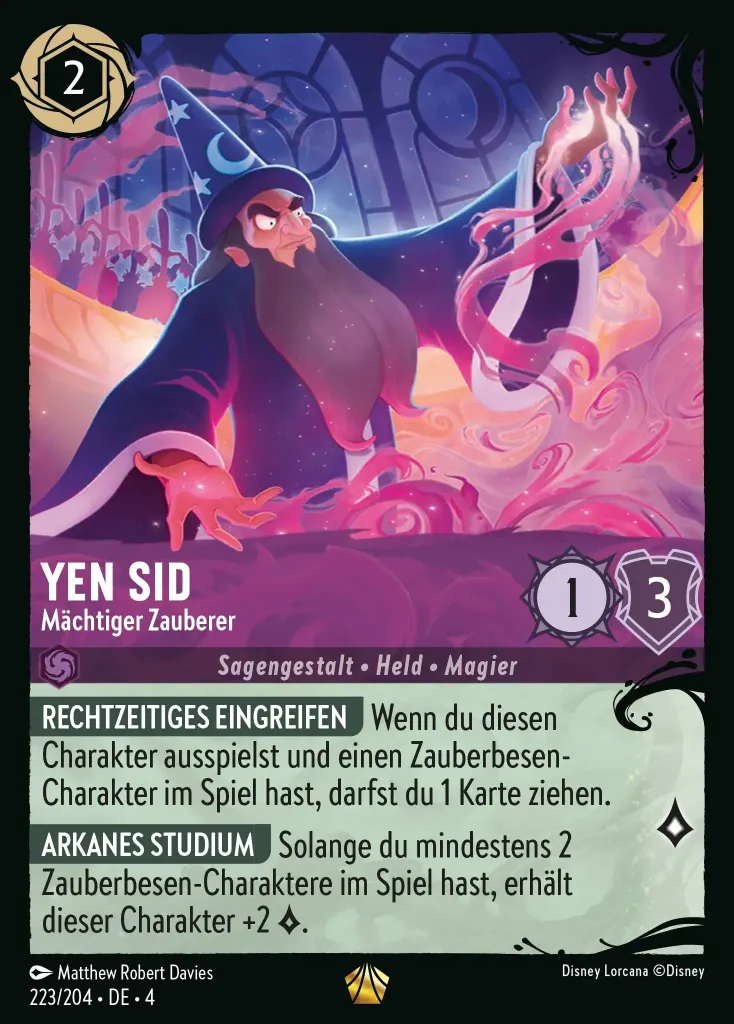 2
YEN SID
Mächtiger Zauberer
1
3
Sagengestalt • Held • Magier
RECHTZEITIGES EINGREIFEN Wenn du diesen
Charakter ausspielst und einen Zauberbesen-
Charakter im Spiel hast, darfst du 1 Karte ziehen.
ARKANES STUDIUM Solange du mindestens 2
Zauberbesen-Charaktere im Spiel hast, erhält
dieser Charakter +2 .
Matthew Robert Davies
Disney Lorcana ©Disney
223/204 • DE • 4